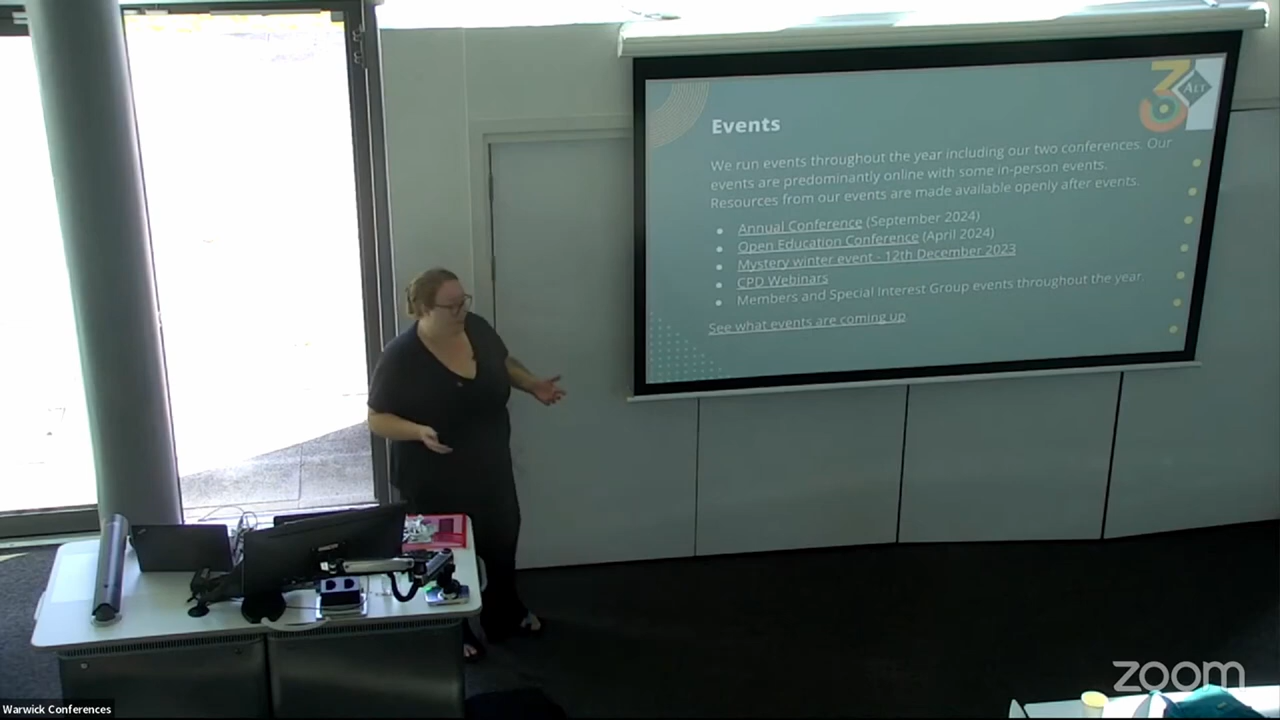 3
ALT
Events
We run events throughout the year including our two conferences. Our
events are predominantly online with some in-person events.
Resources from our events are made available openly after events.
Annual Conference (September 2024)
Open Education Conference (April 2024)
Mystery winter event - 12th December 2023
CPD Webinars
Members and Special Interest Group events throughout the year.
See what events are coming up
zoom
Warwick Conferences